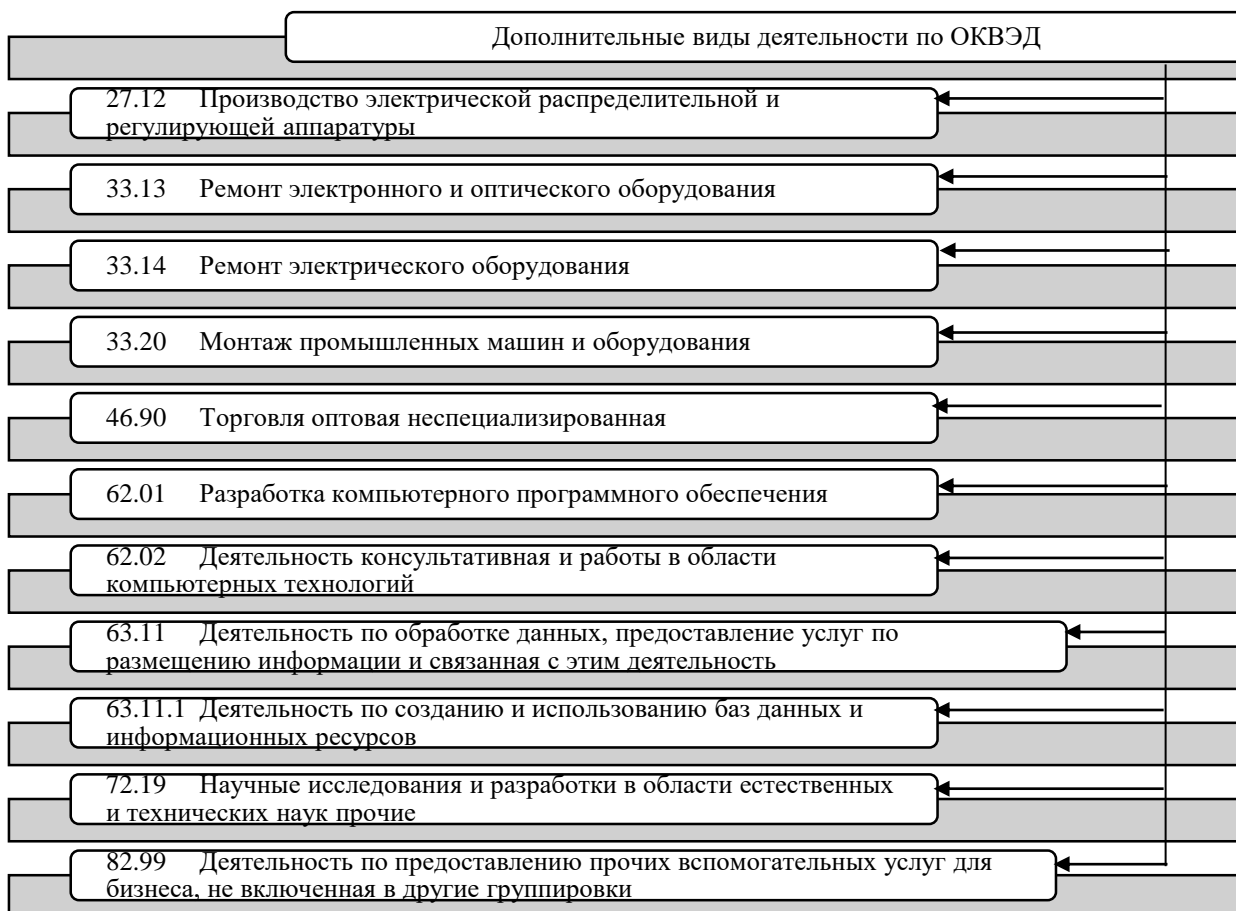 Дополнительные виды деятельности по ОКВЭД
27.12 Производство электрической распределительной и
регулирующей аппаратуры
33.13 Ремонт электронного и оптического оборудования
33.14 Ремонт электрического оборудования
33.20 Монтаж промышленных машин и оборудования
46.90 Торговля оптовая неспециализированная
62.01 Разработка компьютерного программного обеспечения
62.02 Деятельность консультативная и работы в области
компьютерных технологий
63.11 Деятельность по обработке данных, предоставление услуг по
размещению информации и связанная с этим деятельность
63.11.1 Деятельность по созданию и использованию баз данных и
информационных ресурсов
72.19 Научные исследования и разработки в области естественных
и технических наук прочие
82.99 Деятельность по предоставлению прочих вспомогательных услуг для
бизнеса, не включенная в другие группировки